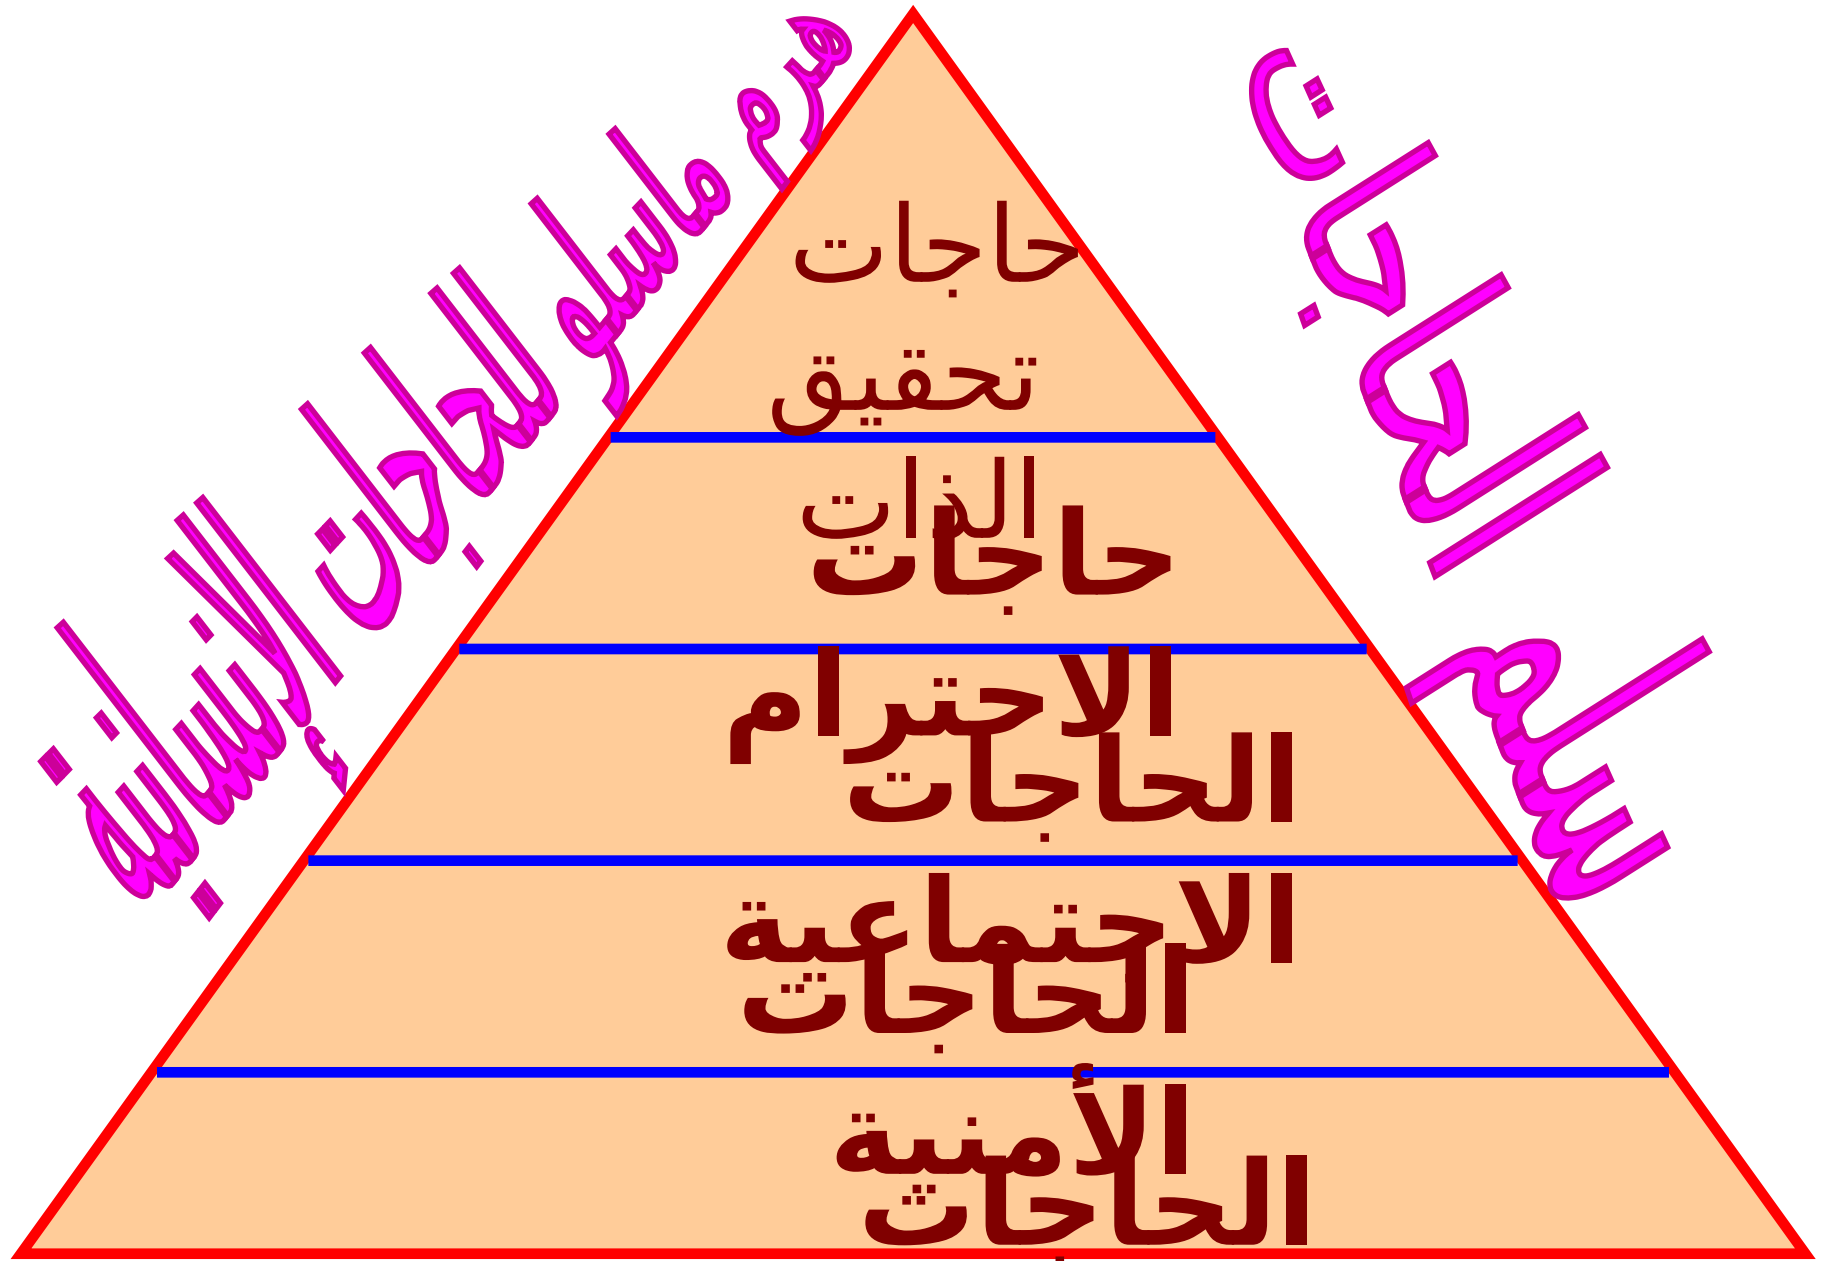 هرم ماسلو للحاجات الإنسانية
سلم الحاجات
حاجات
تحقيق
الذات
حاجات
الاحترام
الحاجات
الاجتماعية
الحاجات
الأمنية
الحاجات